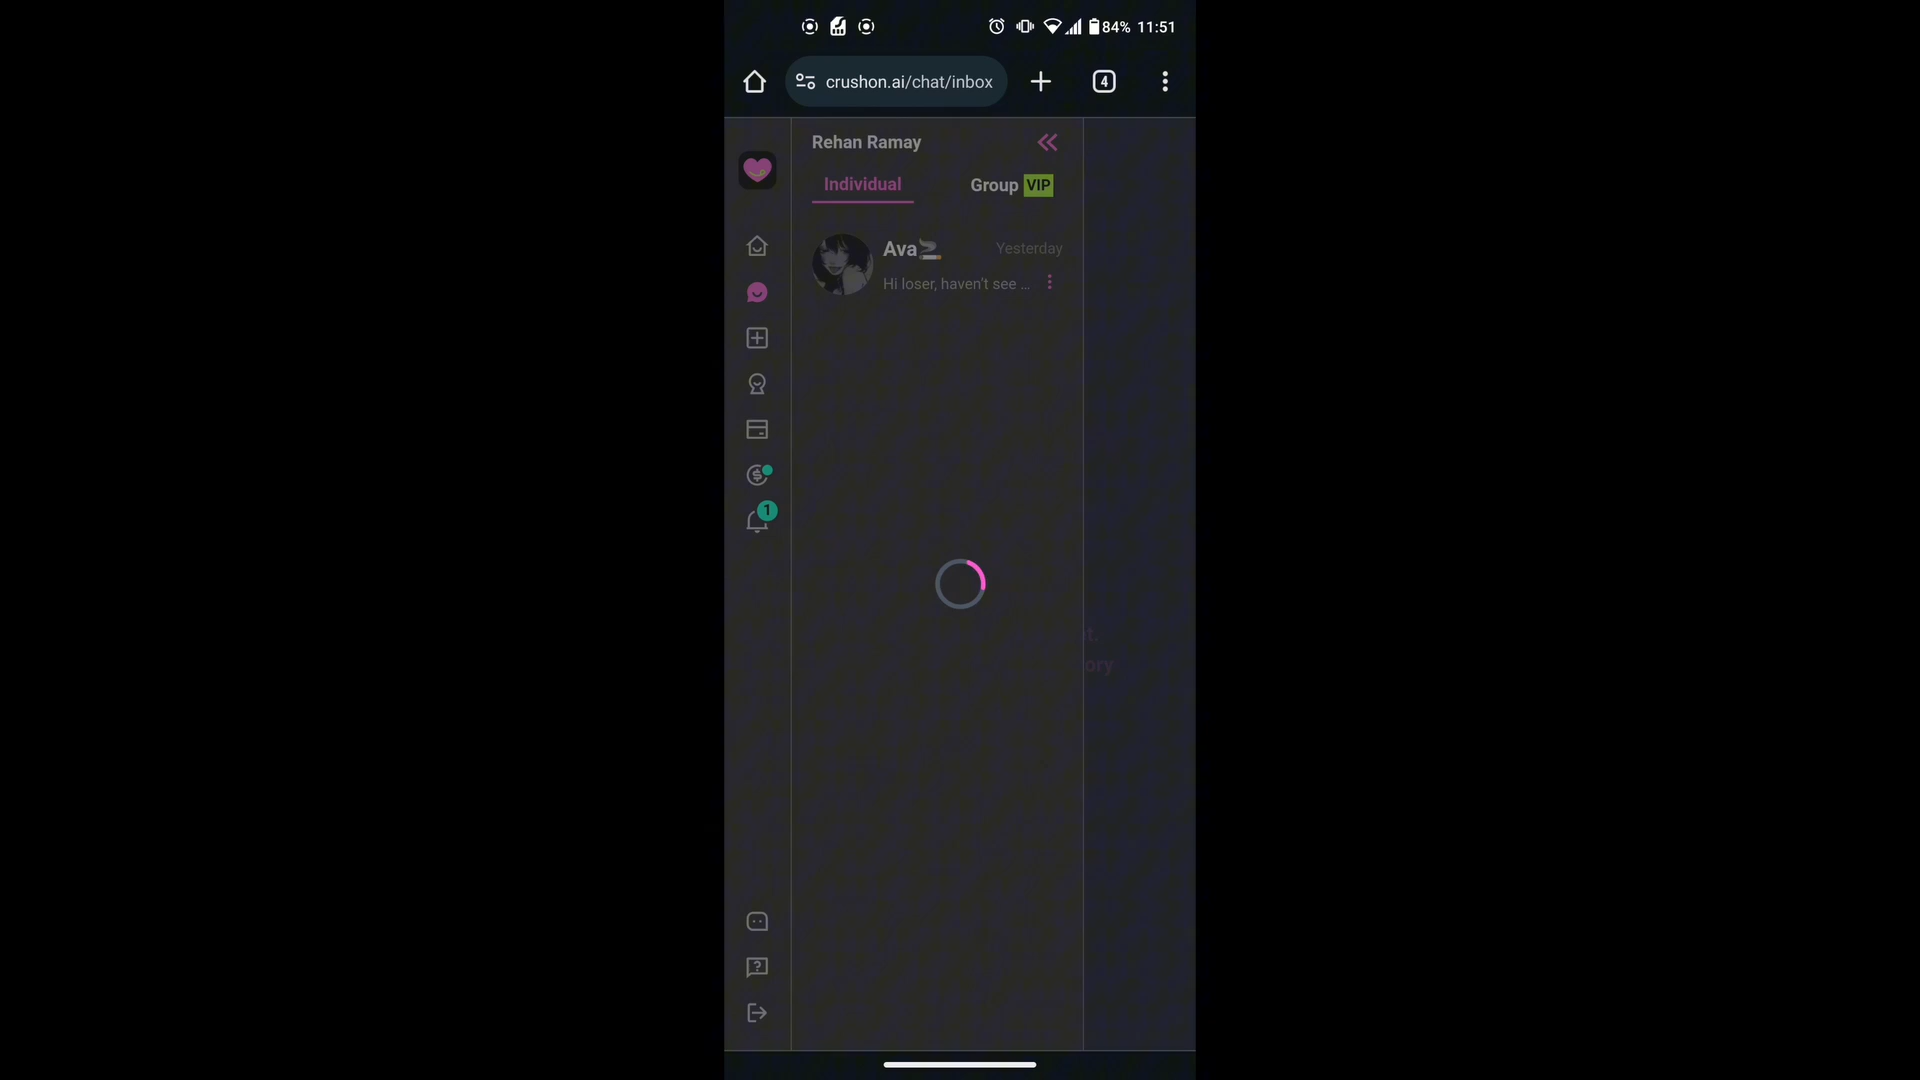 84% 11:51
crushon.ai/chat/inbox
4
Rehan Ramay
Individual
Group VIP
Ava
Yesterday
Hi loser, haven't see ...
1
t.
ory